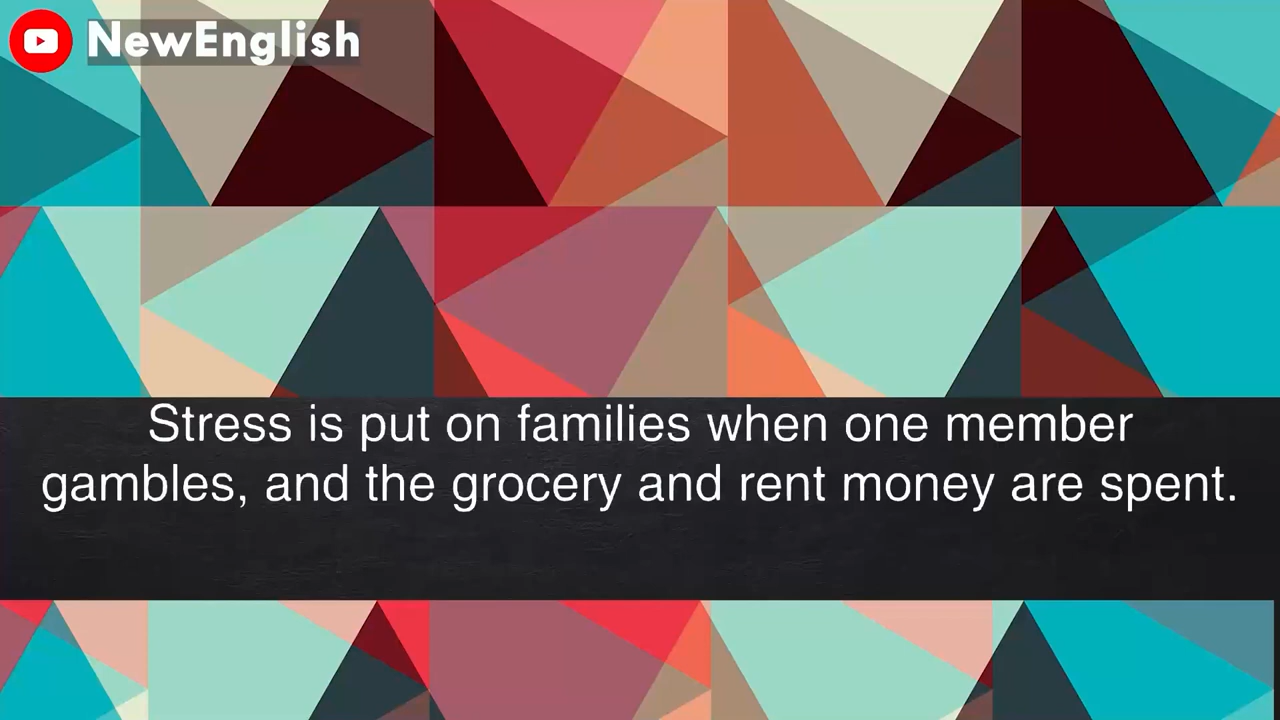 NewEnglish
Stress is put on families when one member
gambles, and the grocery and rent money are spent.